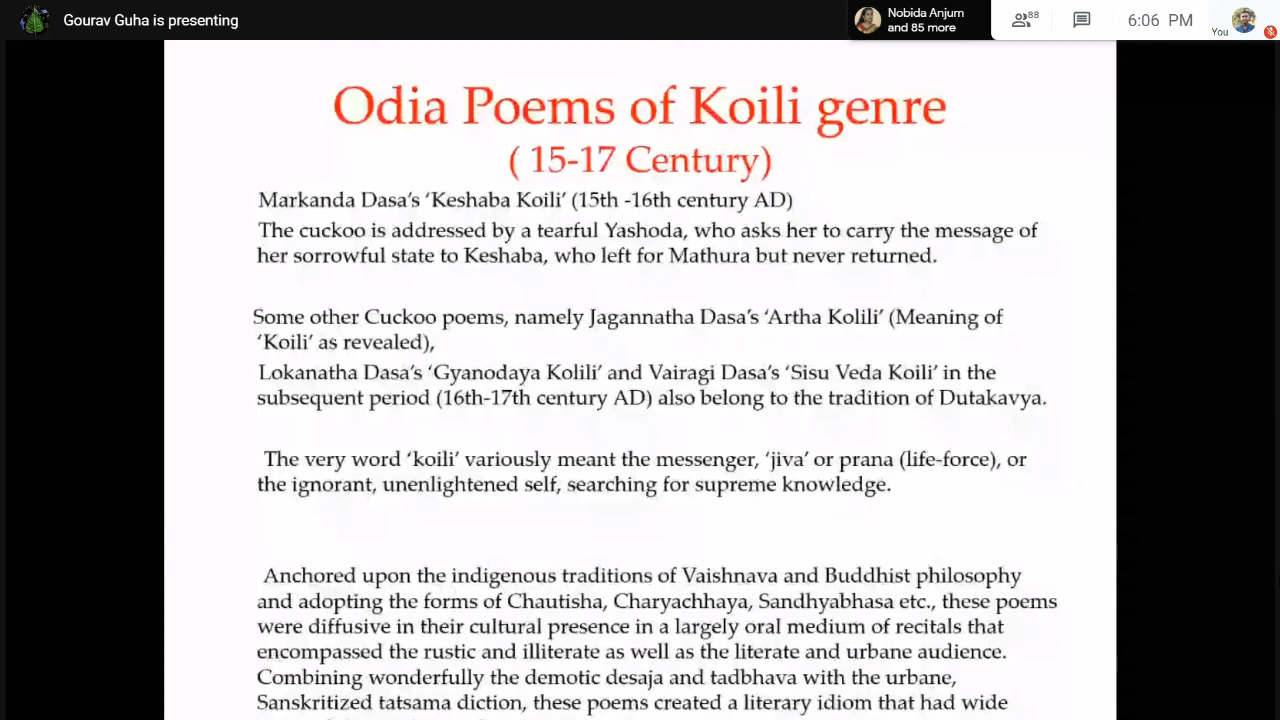 Gourav Guha is presenting
Nobida Anjum
and 85 more
88
6:06 PM
You
Odia Poems of Koili genre
( 15-17 Century)
Markanda Dasa's ‘Keshaba Koili’ (15th -16th century AD)
The cuckoo is addressed by a tearful Yashoda, who asks her to carry the message of
her sorrowful state to Keshaba, who left for Mathura but never returned.
Some other Cuckoo poems, namely Jagannatha Dasa's ‘Artha Kolili’ (Meaning of
‘Koili’ as revealed),
Lokanatha Dasa's ‘Gyanodaya Kolili’ and Vairagi Dasa's ‘Sisu Veda Koili’ in the
subsequent period (16th-17th century AD) also belong to the tradition of Dutakavya.
The very word ‘koili’ variously meant the messenger, ‘jiva’ or prana (life-force), or
the ignorant, unenlightened self, searching for supreme knowledge.
Anchored upon the indigenous traditions of Vaishnava and Buddhist philosophy
and adopting the forms of Chautisha, Charyachhaya, Sandhyabhasa etc., these poems
were diffusive in their cultural presence in a largely oral medium of recitals that
encompassed the rustic and illiterate as well as the literate and urbane audience.
Combining wonderfully the demotic desaja and tadbhava with the urbane,
Sanskritized tatsama diction, these poems created a literary idiom that had wide